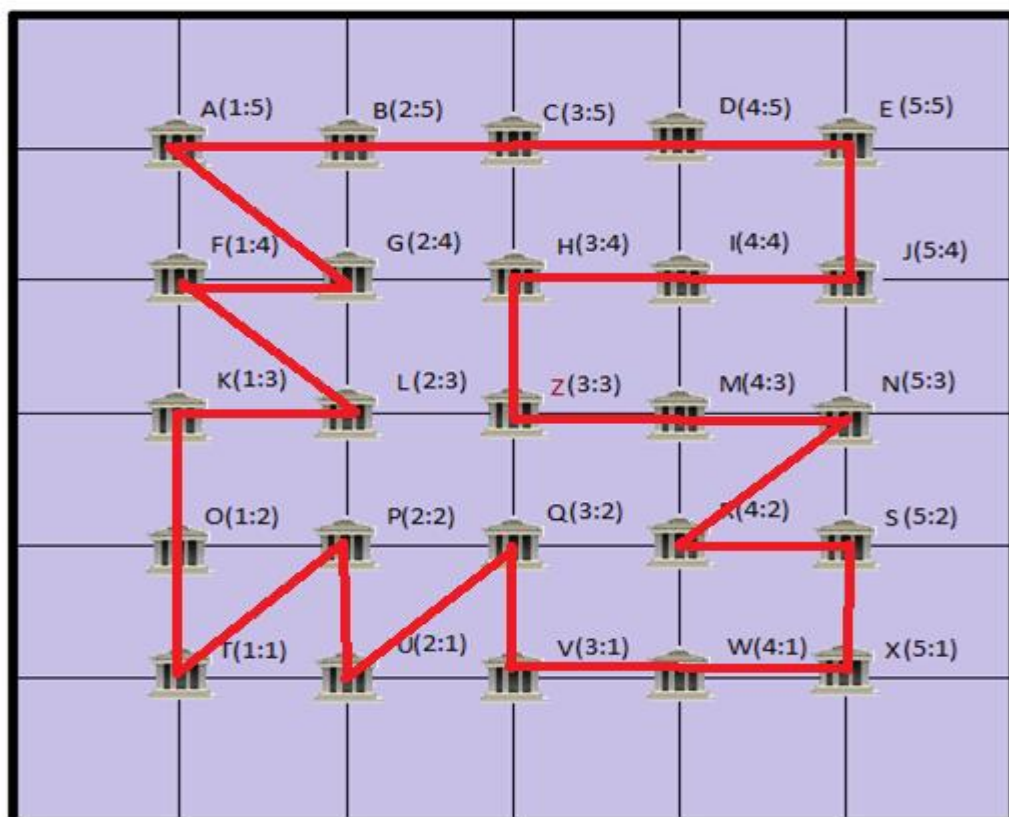 A(1:5) B(2:5) C(3:5) D(4:5) E (5:5)
F(1:4) G(2:4) H(3:4) I(4:4) J(5:4)
K(1:3) L(2:3) Z(3:3) M(4:3) N(5:3)
O(1:2) P(2:2) Q(3:2) R(4:2) S (5:2)
T(1:1) U(2:1) V(3:1) W(4:1) X(5:1)